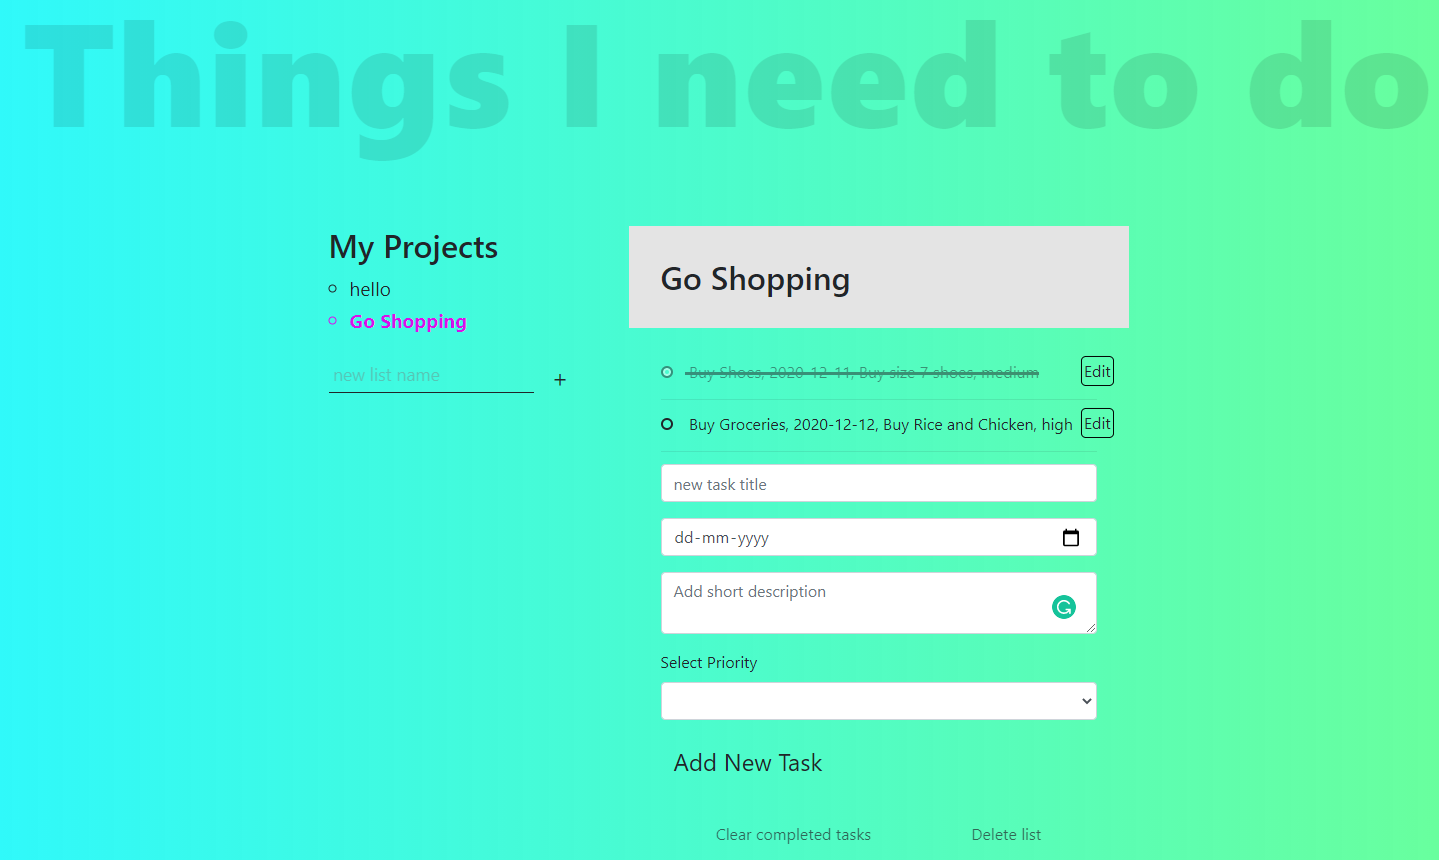 Things I need to do
My Projects
hello
Go Shopping
new list name
+
Go Shopping
Buy Shoes, 2020-12-11, Buy size 7 shoes, medium
Edit
Buy Groceries, 2020-12-12, Buy Rice and Chicken, high
Edit
new task title
dd-mm-yyyy
Add short description
Select Priority
Add New Task
Clear completed tasks
Delete list